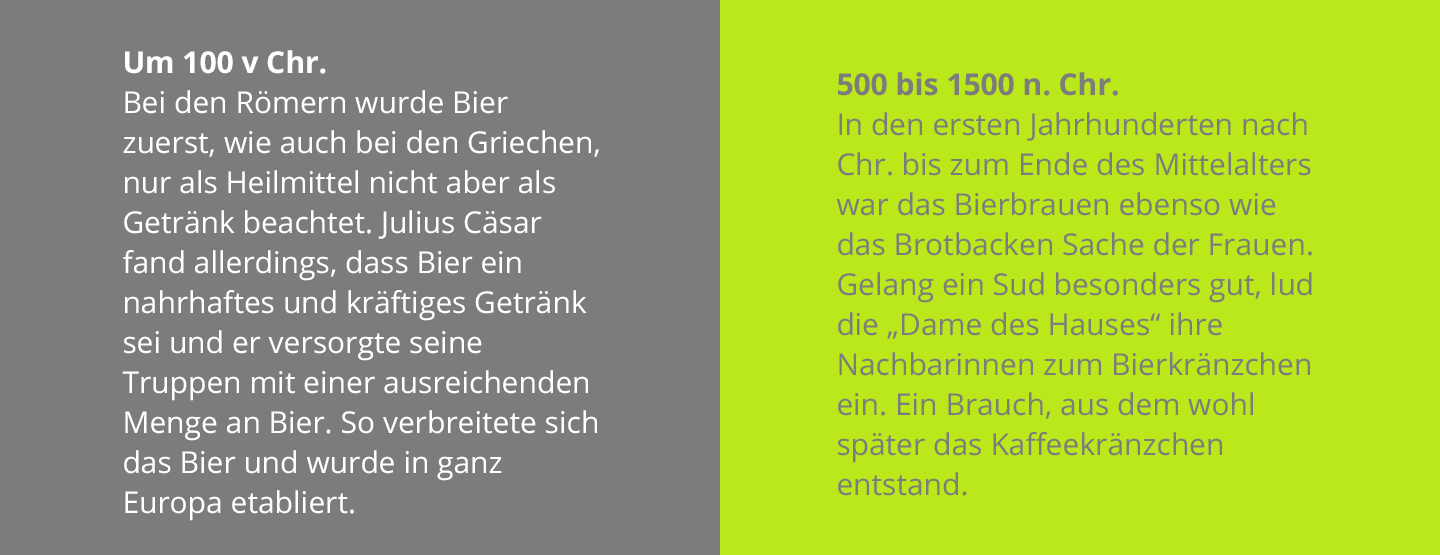 Um 100 v Chr.
Bei den Römern wurde Bier
zuerst, wie auch bei den Griechen,
nur als Heilmittel nicht aber als
Getränk beachtet. Julius Cäsar
fand allerdings, dass Bier ein
nahrhaftes und kräftiges Getränk
sei und er versorgte seine
Truppen mit einer ausreichenden
Menge an Bier. So verbreitete sich
das Bier und wurde in ganz
Europa etabliert.
500 bis 1500 n. Chr.
In den ersten Jahrhunderten nach
Chr. bis zum Ende des Mittelalters
war das Bierbrauen ebenso wie
das Brotbacken Sache der Frauen.
Gelang ein Sud besonders gut, lud
die „Dame des Hauses“ ihre
Nachbarinnen zum Bierkränzchen
ein. Ein Brauch, aus dem wohl
später das Kaffeekränzchen
entstand.